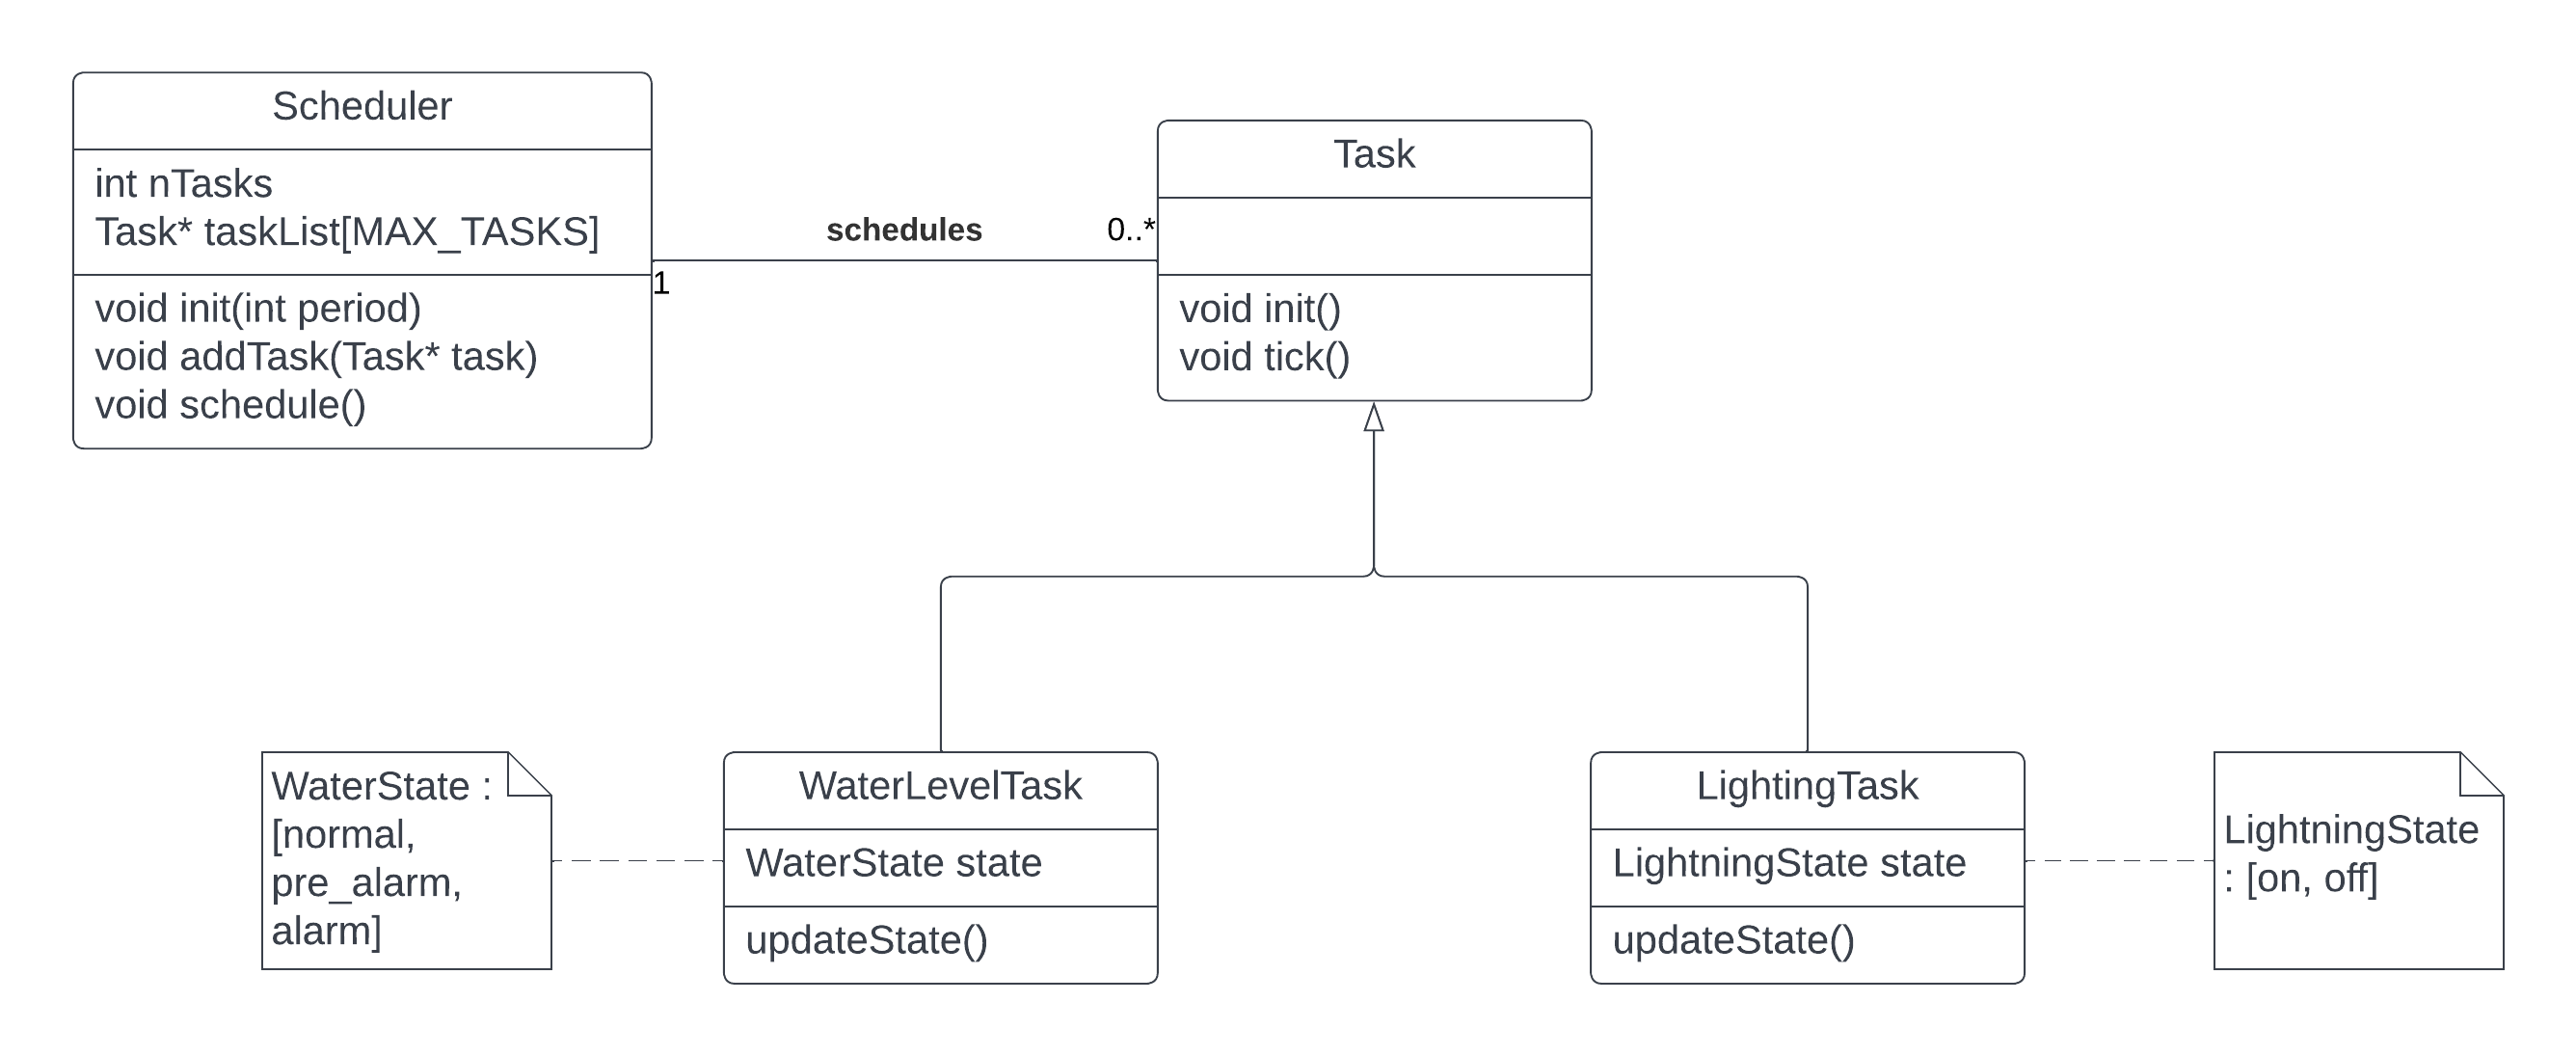 Scheduler
int nTasks
Task* taskList[MAX_TASKS]
void init(int period)
void addTask(Task* task)
void schedule()
schedules
0..*
1
Task
void init()
void tick()
WaterState :
[normal,
pre_alarm,
alarm]
WaterLevelTask
WaterState state
updateState()
LightingTask
LightningState state
updateState()
LightningState
: [on, off]